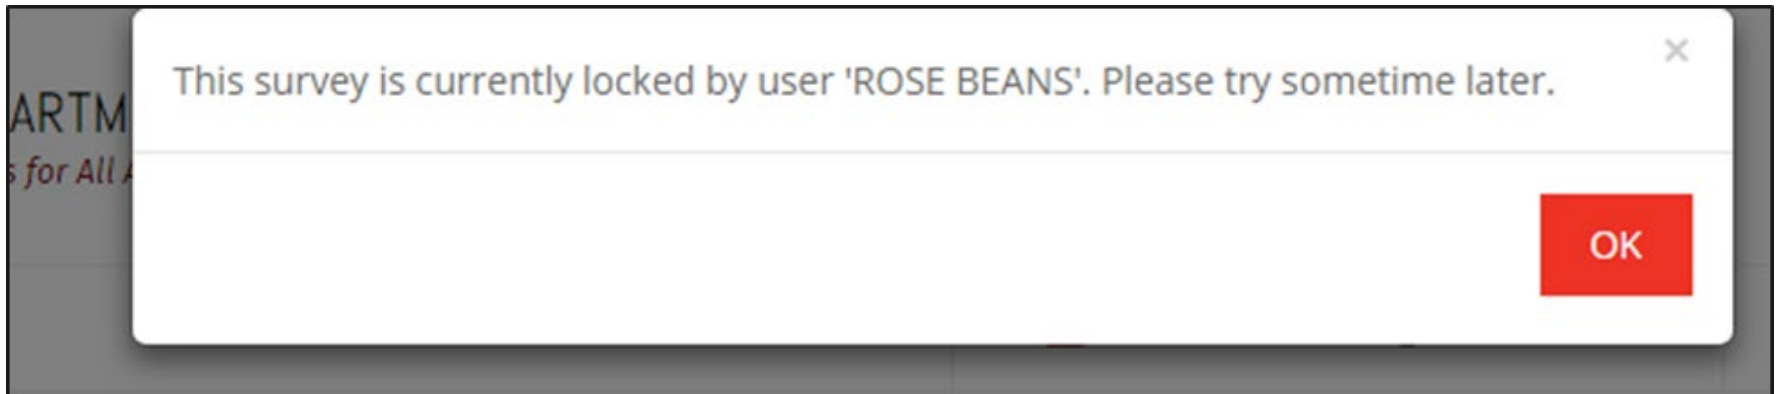 This survey is currently locked by user 'ROSE BEANS'. Please try sometime later.
×
ARTM
s for All A
OK